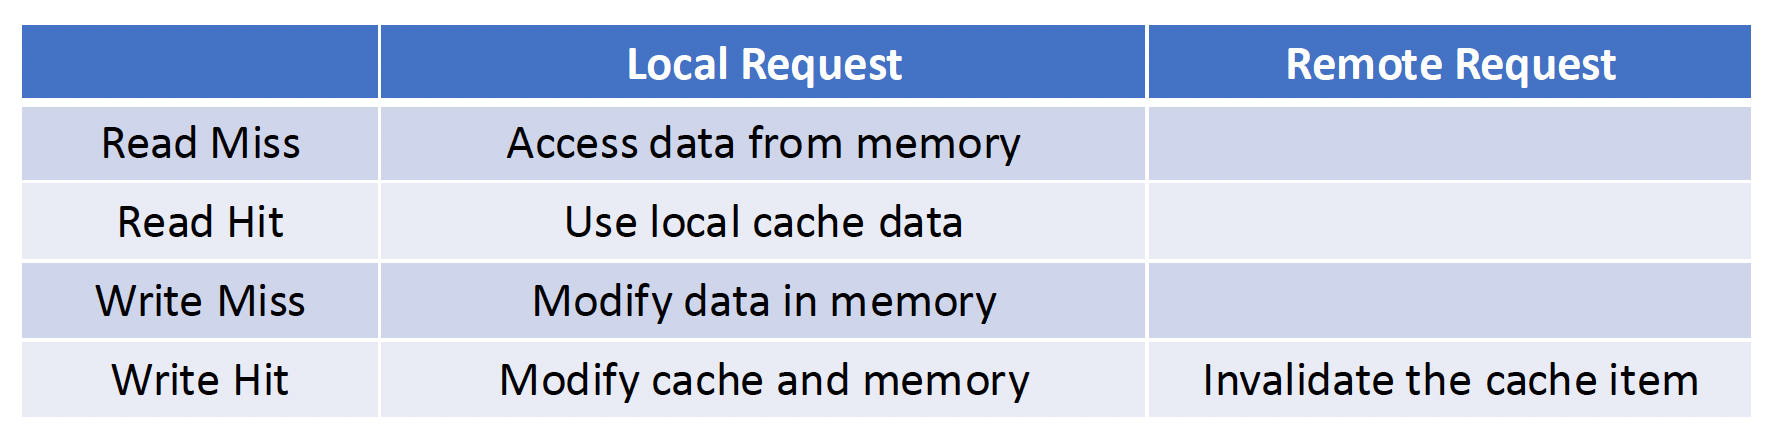 Local Request Remote Request
Read Miss Access data from memory
Read Hit Use local cache data
Write Miss Modify data in memory
Write Hit Modify cache and memory Invalidate the cache item